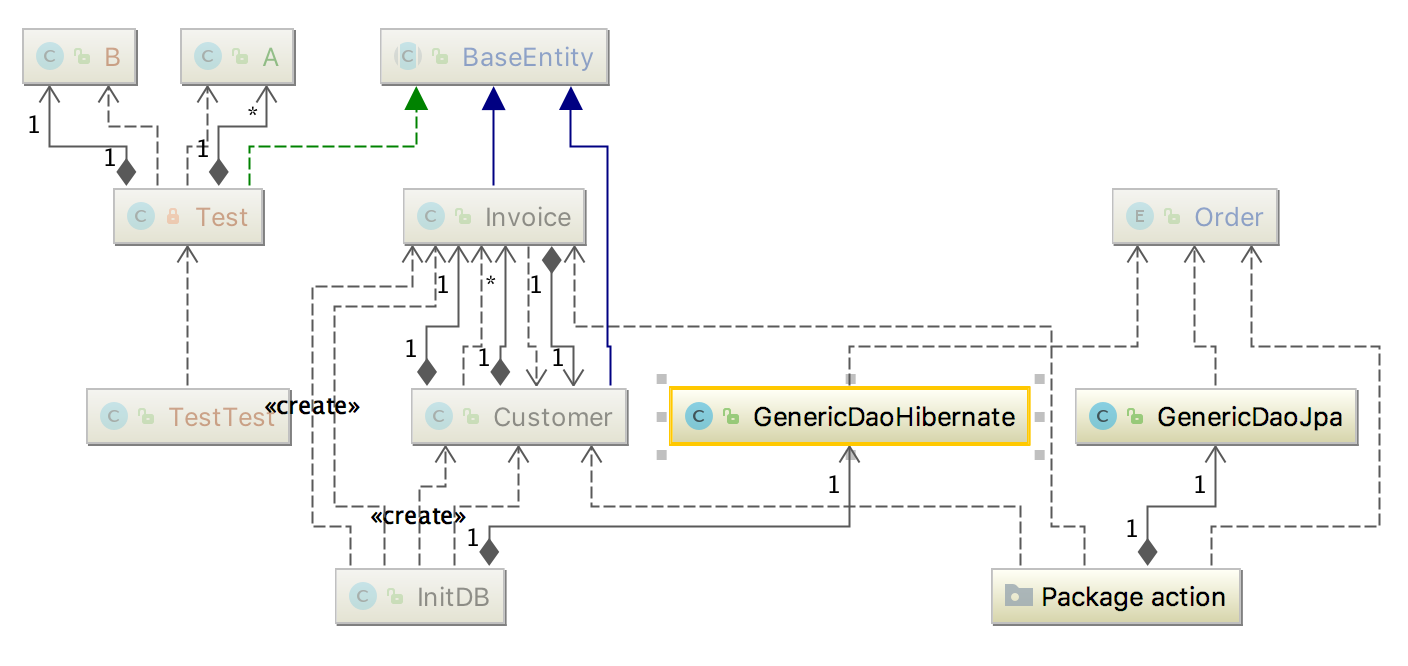 C B
C A
C BaseEntity
1
*
1
1
C Test
C Invoice
E Order
1
*
1
1
1
1
C TestTest
«create»
C Customer
C GenericDaoHibernate
C GenericDaoJpa
1
1
«create»
1
1
C InitDB
Package action